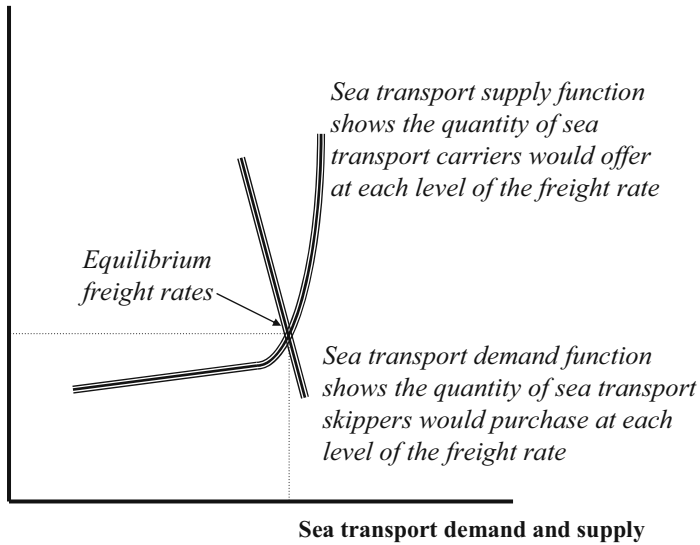 Sea transport supply function
shows the quantity of sea
transport carriers would offer
at each level of the freight rate
Equilibrium
freight rates
Sea transport demand function
shows the quantity of sea transport
skippers would purchase at each
level of the freight rate
Sea transport demand and supply